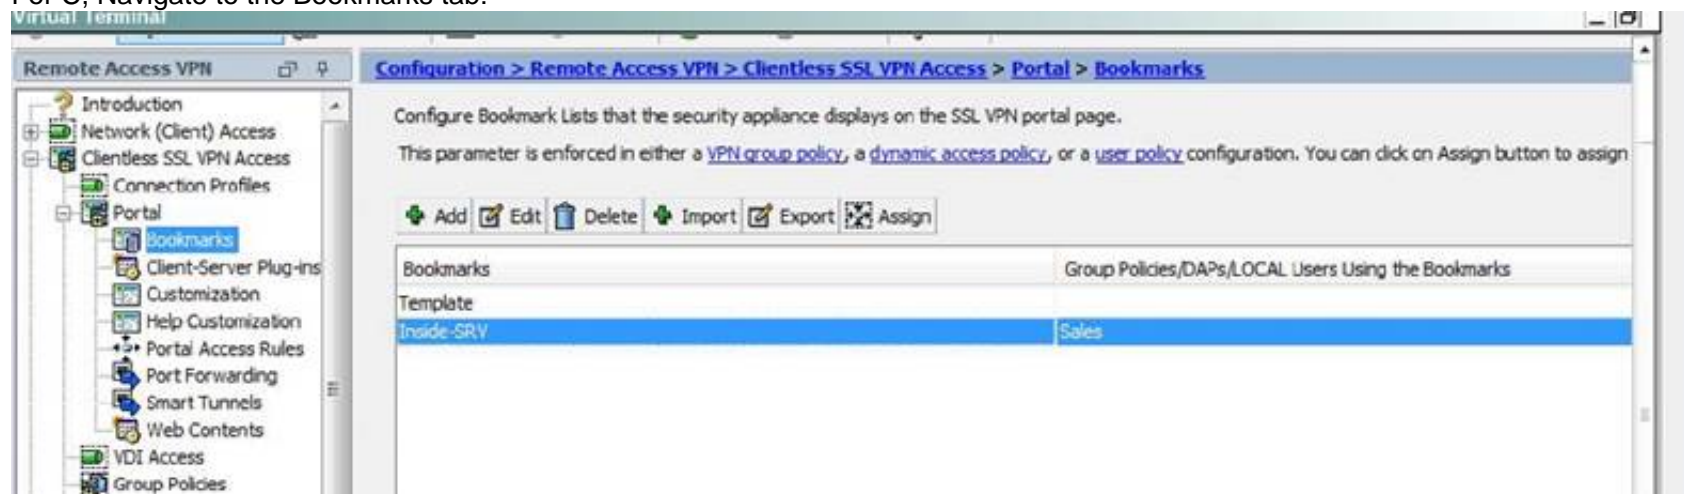 For C, Navigate to the Bookmarks tab:
Virtual Terminal
Remote Access VPN
Introduction
Network (Client) Access
Clientless SSL VPN Access
Connection Profiles
Portal
Bookmarks
Client-Server Plug-ins
Customization
Help Customization
Portal Access Rules
Port Forwarding
Smart Tunnels
Web Contents
VDI Access
Group Policies
Configuration > Remote Access VPN > Clientless SSL VPN Access > Portal > Bookmarks
Configure Bookmark Lists that the security appliance displays on the SSL VPN portal page.
This parameter is enforced in either a VPN group policy, a dynamic access policy, or a user policy configuration. You can click on Assign button to assign
Add Edit Delete Import Export Assign
Bookmarks Group Policies/DAPs/LOCAL Users Using the Bookmarks
Template
Inside-SRV Sales